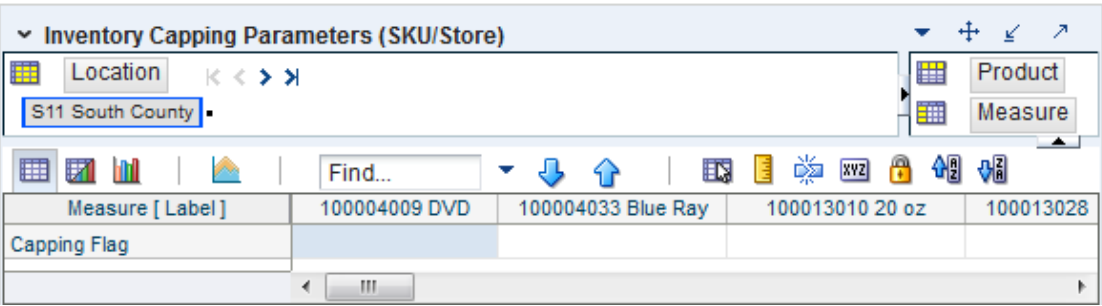 Inventory Capping Parameters (SKU/Store)
Location
Product
S11 South County
Measure
Find...
XYZ
Measure [ Label ] 100004009 DVD 100004033 Blue Ray 100013010 20 oz 100013028
Capping Flag